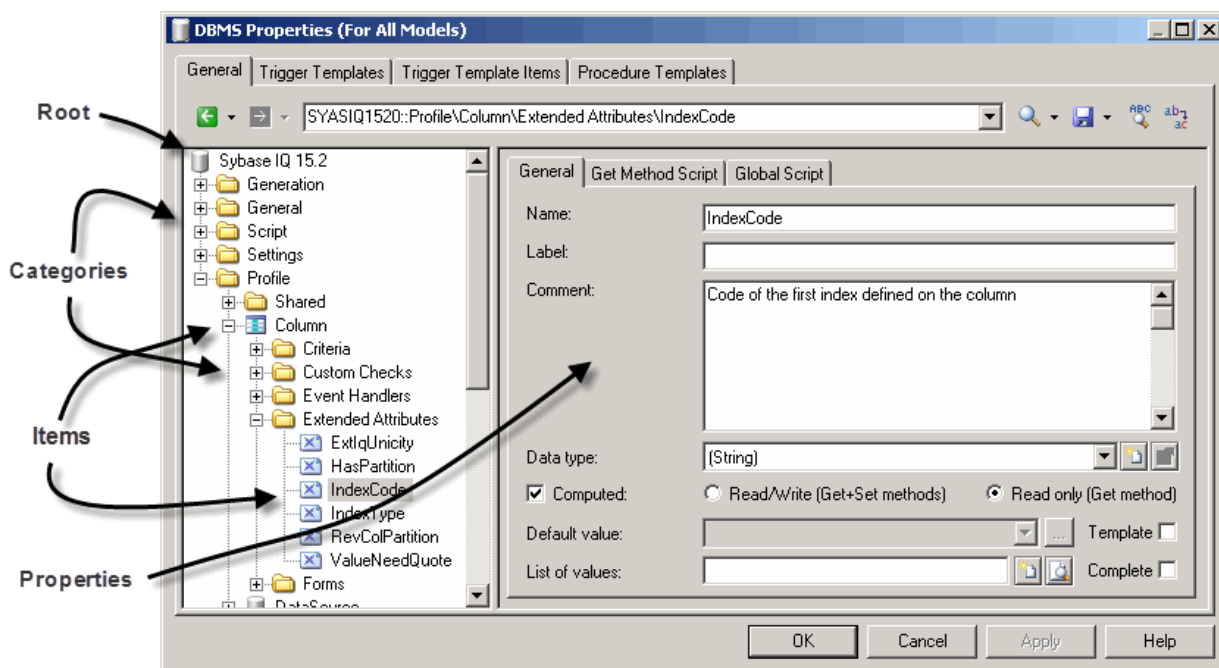 DBMS Properties (For All Models)
General Trigger Templates Trigger Template Items Procedure Templates
Root
SYASIQ1520::Profile\Column\Extended Attributes\IndexCode
ABC
ab
ac
Sybase IQ 15.2
Generation
General
Script
Settings
Profile
Shared
Column
Criteria
Custom Checks
Event Handlers
Extended Attributes
ExtIqUnicity
HasPartition
IndexCode
IndexType
RevColPartition
ValueNeedQuote
Forms
DataSource
Categories
Items
Properties
General Get Method Script Global Script
Name: IndexCode
Label:
Comment: Code of the first index defined on the column
Data type: (String)
Computed: Read/Write (Get+Set methods) Read only (Get method)
Default value: ... Template
List of values: Complete
OK Cancel Apply Help